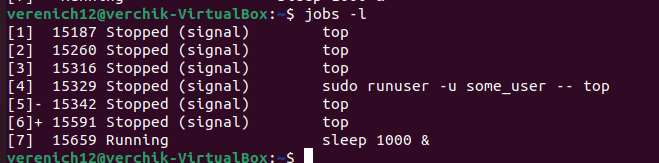 verenich12@verchik-VirtualBox:~$ jobs -l
[1]  15187 Stopped (signal)        top
[2]  15260 Stopped (signal)        top
[3]  15316 Stopped (signal)        top
[4]  15329 Stopped (signal)        sudo runuser -u some_user -- top
[5]- 15342 Stopped (signal)        top
[6]+ 15591 Stopped (signal)        top
[7]  15659 Running                 sleep 1000 &
verenich12@verchik-VirtualBox:~$